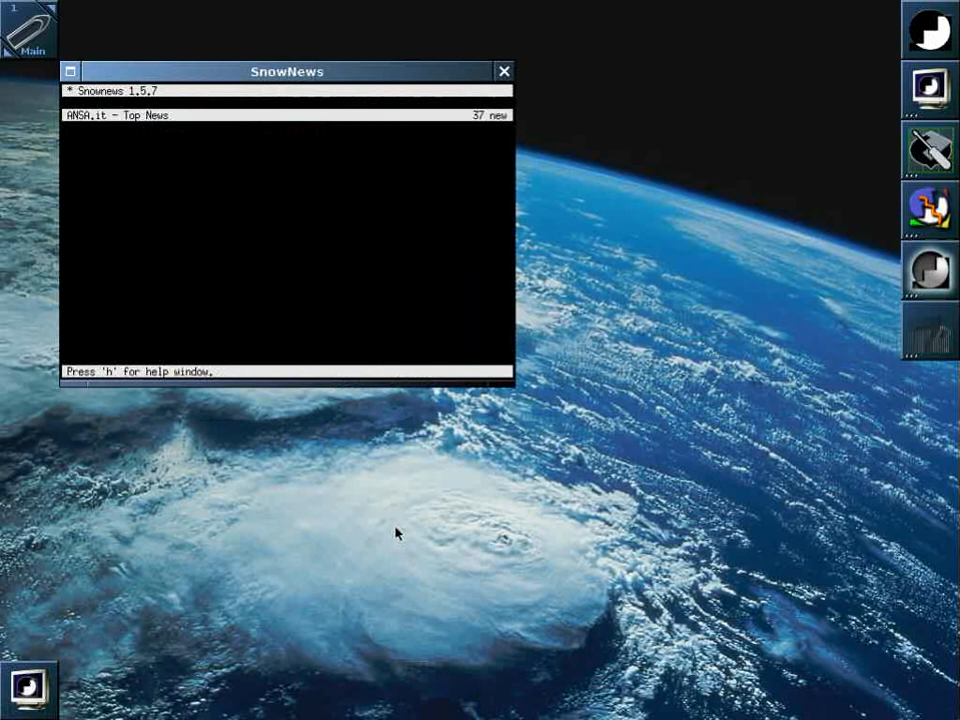 1
Main
SnowNews
* Snownews 1.5.7
ANSA.it - Top News 37 new
Press 'h' for help window.